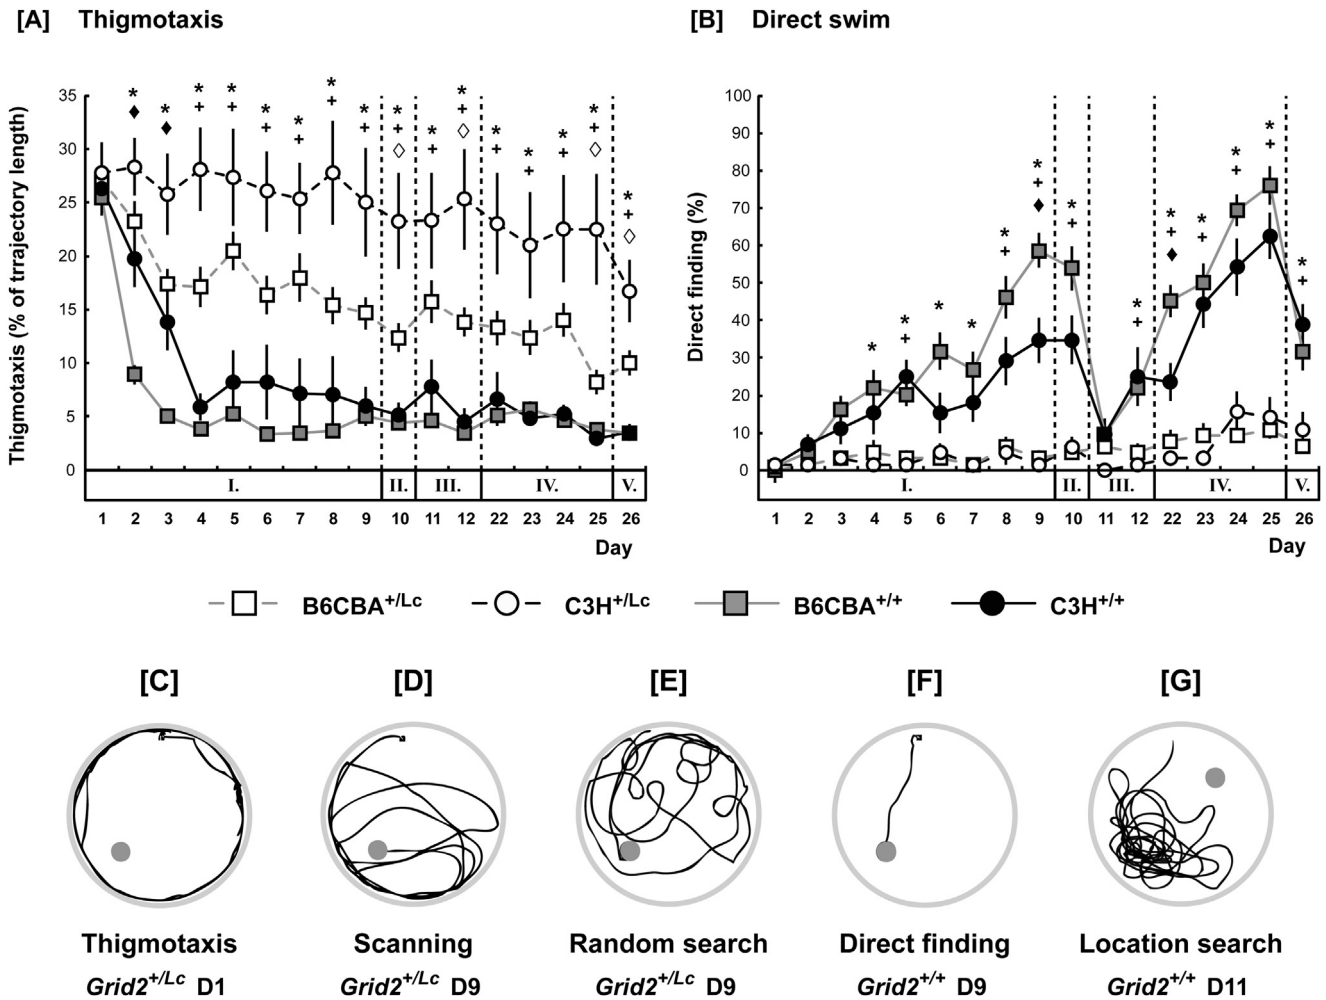 [A] Thigmotaxis
[B] Direct swim
Thigmotaxis (% of trrajectory length)
35
30
25
20
15
10
5
0
* * * * * * * * * * * * * * * * *
♦ ♦ + + + + + + + + + + + + + + +
◇ ◇ ◇ ◇
I. II. III. IV. V.
1 2 3 4 5 6 7 8 9 10 11 12 22 23 24 25 26
Day
Direct finding (%)
100
90
80
70
60
50
40
30
20
10
0
* * * * * * * * * * * * *
+ + + + + + + + + + +
♦ ♦
I. II. III. IV. V.
1 2 3 4 5 6 7 8 9 10 11 12 22 23 24 25 26
Day
B6CBA+/Lc C3H+/Lc B6CBA+/+ C3H+/+
[C] [D] [E] [F] [G]
Thigmotaxis Scanning Random search Direct finding Location search
Grid2+/Lc D1 Grid2+/Lc D9 Grid2+/Lc D9 Grid2+/+ D9 Grid2+/+ D11